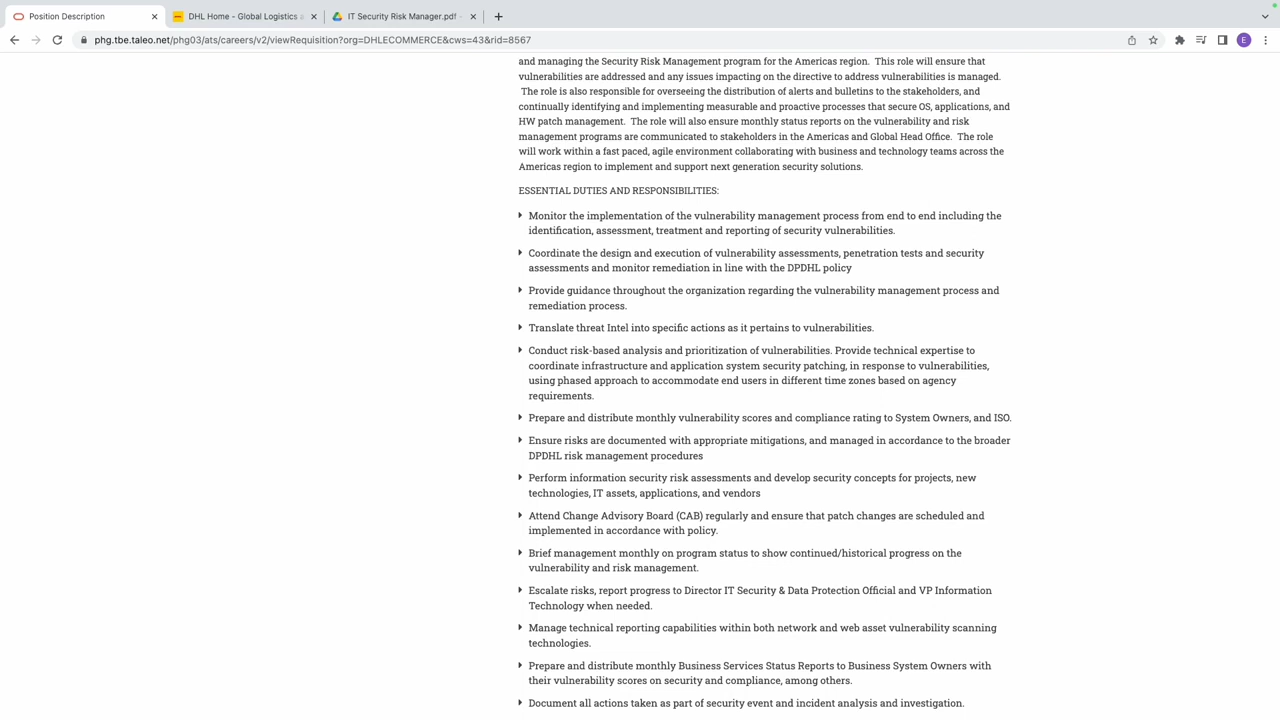 Position Description
DHL Home - Global Logistics a
IT Security Risk Manager.pdf -
phg.tbe.taleo.net/phg03/ats/careers/v2/viewRequisition?org=DHLECOMMERCE&cws=43&rid=8567
E
and managing the Security Risk Management program for the Americas region. This role will ensure that
vulnerabilities are addressed and any issues impacting on the directive to address vulnerabilities is managed.
The role is also responsible for overseeing the distribution of alerts and bulletins to the stakeholders, and
continually identifying and implementing measurable and proactive processes that secure OS, applications, and
HW patch management. The role will also ensure monthly status reports on the vulnerability and risk
management programs are communicated to stakeholders in the Americas and Global Head Office. The role
will work within a fast paced, agile environment collaborating with business and technology teams across the
Americas region to implement and support next generation security solutions.
ESSENTIAL DUTIES AND RESPONSIBILITIES:
Monitor the implementation of the vulnerability management process from end to end including the
identification, assessment, treatment and reporting of security vulnerabilities.
Coordinate the design and execution of vulnerability assessments, penetration tests and security
assessments and monitor remediation in line with the DPDHL policy
Provide guidance throughout the organization regarding the vulnerability management process and
remediation process.
Translate threat Intel into specific actions as it pertains to vulnerabilities.
Conduct risk-based analysis and prioritization of vulnerabilities. Provide technical expertise to
coordinate infrastructure and application system security patching, in response to vulnerabilities,
using phased approach to accommodate end users in different time zones based on agency
requirements.
Prepare and distribute monthly vulnerability scores and compliance rating to System Owners, and ISO.
Ensure risks are documented with appropriate mitigations, and managed in accordance to the broader
DPDHL risk management procedures
Perform information security risk assessments and develop security concepts for projects, new
technologies, IT assets, applications, and vendors
Attend Change Advisory Board (CAB) regularly and ensure that patch changes are scheduled and
implemented in accordance with policy.
Brief management monthly on program status to show continued/historical progress on the
vulnerability and risk management.
Escalate risks, report progress to Director IT Security & Data Protection Official and VP Information
Technology when needed.
Manage technical reporting capabilities within both network and web asset vulnerability scanning
technologies.
Prepare and distribute monthly Business Services Status Reports to Business System Owners with
their vulnerability scores on security and compliance, among others.
Document all actions taken as part of security event and incident analysis and investigation.